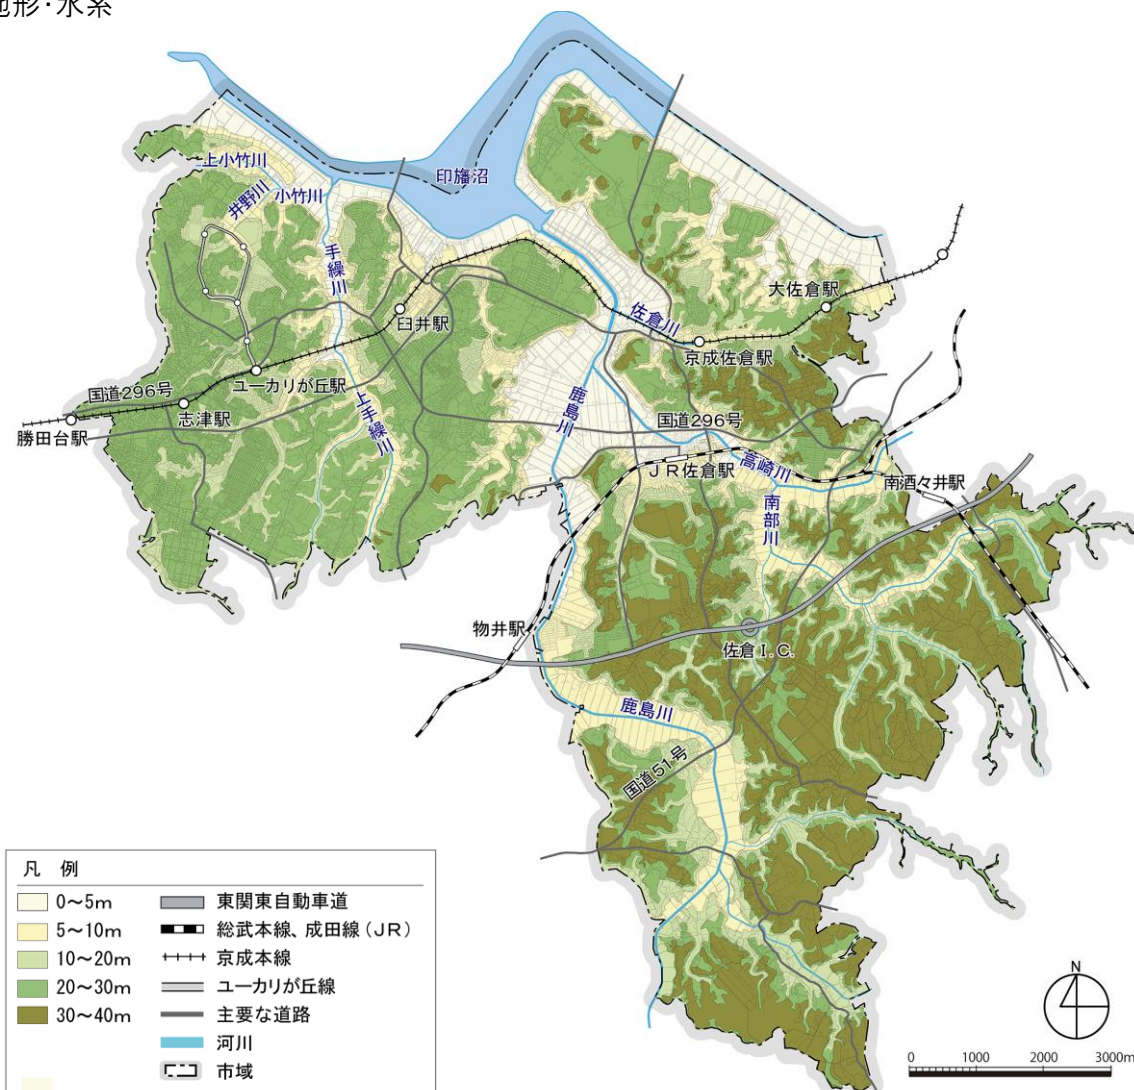 地形・水系
印旛沼
上小竹川
井野川
小竹川
手繰川
臼井駅
佐倉川
大佐倉駅
京成佐倉駅
国道296号
ユーカリが丘駅
志津駅
勝田台駅
上手繰川
鹿島川
国道296号
JR佐倉駅
高崎川
南酒々井駅
南部川
物井駅
佐倉I.C.
鹿島川
国道51号
凡 例
0～5m
5～10m
10～20m
20～30m
30～40m
東関東自動車道
総武本線、成田線（JR）
京成本線
ユーカリが丘線
主要な道路
河川
市域
N
0 1000 2000 3000m